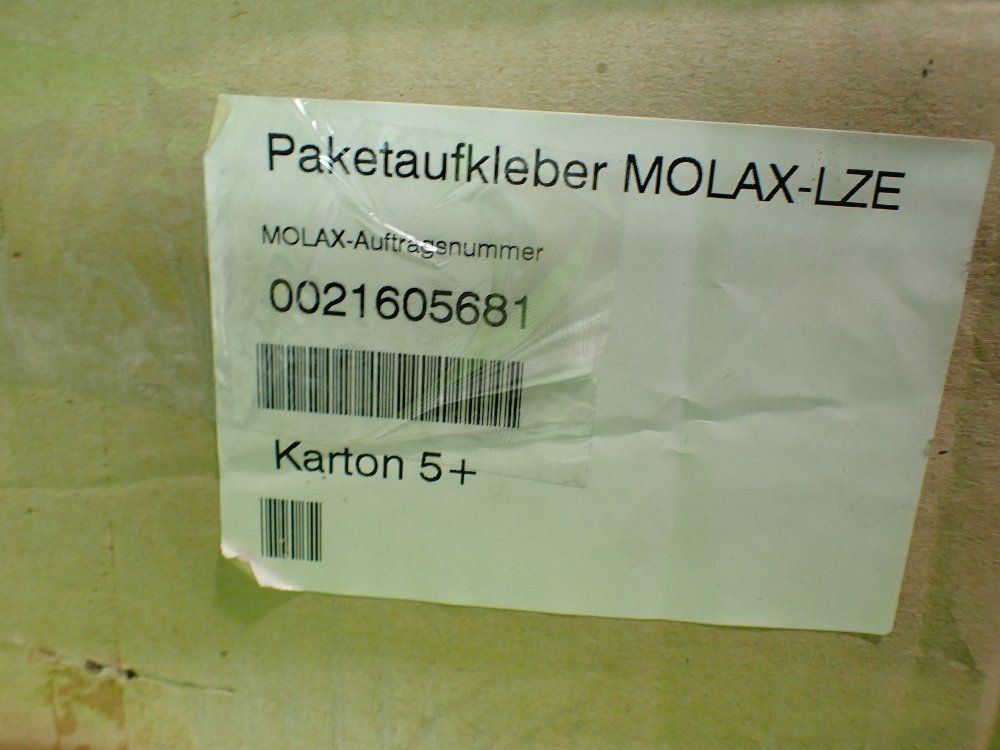 Paketaufkleber MOLAX-LZE
MOLAX-Auftragsnummer
0021605681
Karton 5+